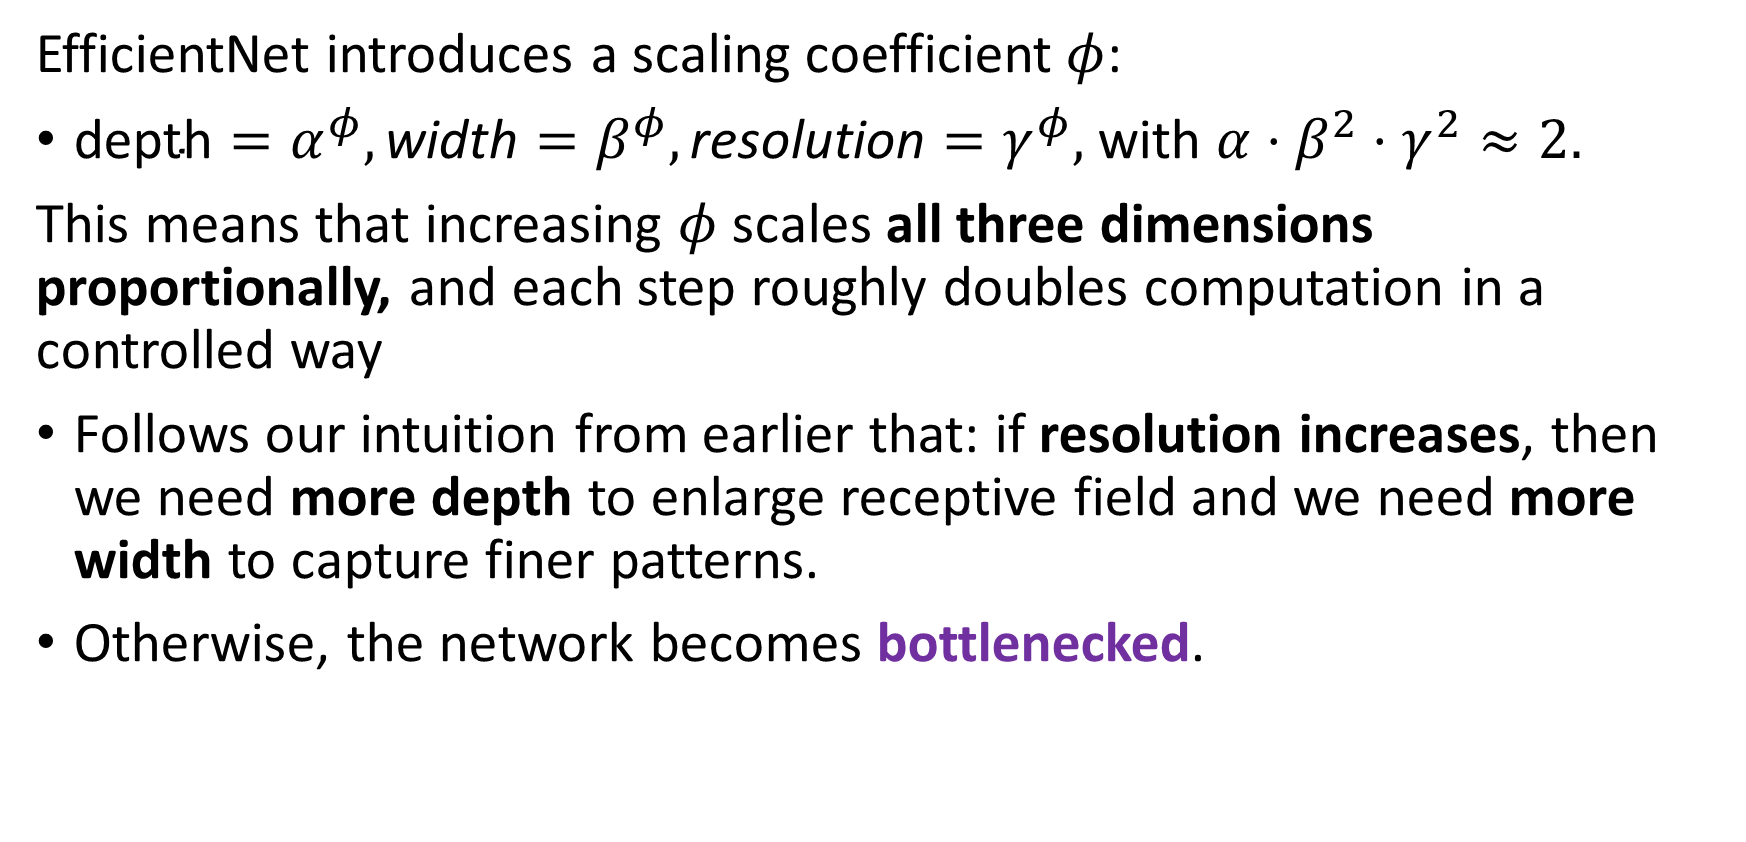 EfficientNet introduces a scaling coefficient ϕ:
• depth = α^ϕ, width = β^ϕ, resolution = γ^ϕ, with α · β² · γ² ≈ 2.
This means that increasing ϕ scales all three dimensions
proportionally, and each step roughly doubles computation in a
controlled way
• Follows our intuition from earlier that: if resolution increases, then
we need more depth to enlarge receptive field and we need more
width to capture finer patterns.
• Otherwise, the network becomes bottlenecked.